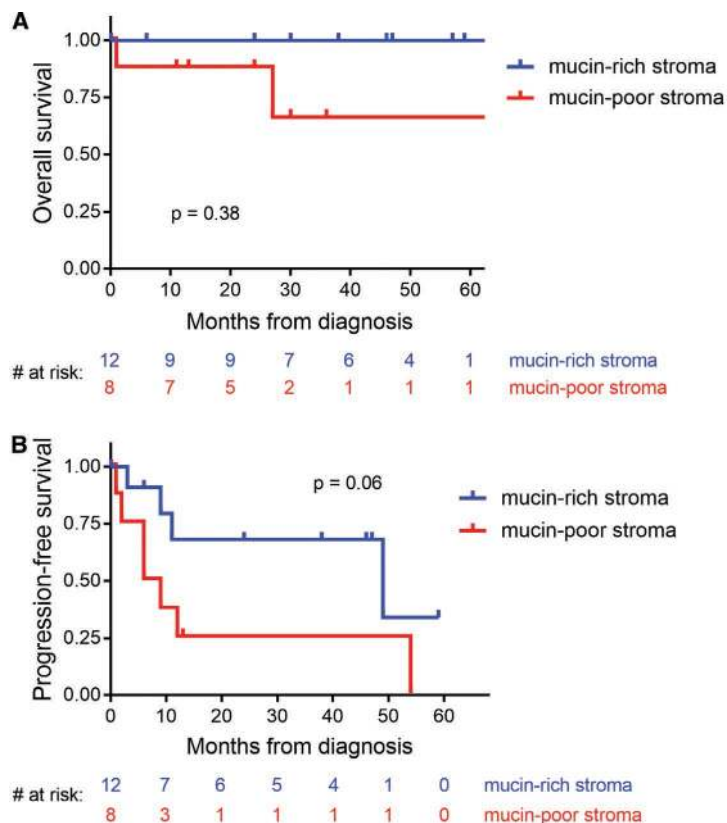 A
Overall survival
1.00
0.75
0.50
0.25
0.00
p = 0.38
mucin-rich stroma
mucin-poor stroma
0 10 20 30 40 50 60
Months from diagnosis
# at risk:
12 9 9 7 6 4 1 mucin-rich stroma
8 7 5 2 1 1 1 mucin-poor stroma
B
Progression-free survival
1.00
0.75
0.50
0.25
0.00
p = 0.06
mucin-rich stroma
mucin-poor stroma
0 10 20 30 40 50 60
Months from diagnosis
# at risk:
12 7 6 5 4 1 0 mucin-rich stroma
8 3 1 1 1 1 0 mucin-poor stroma